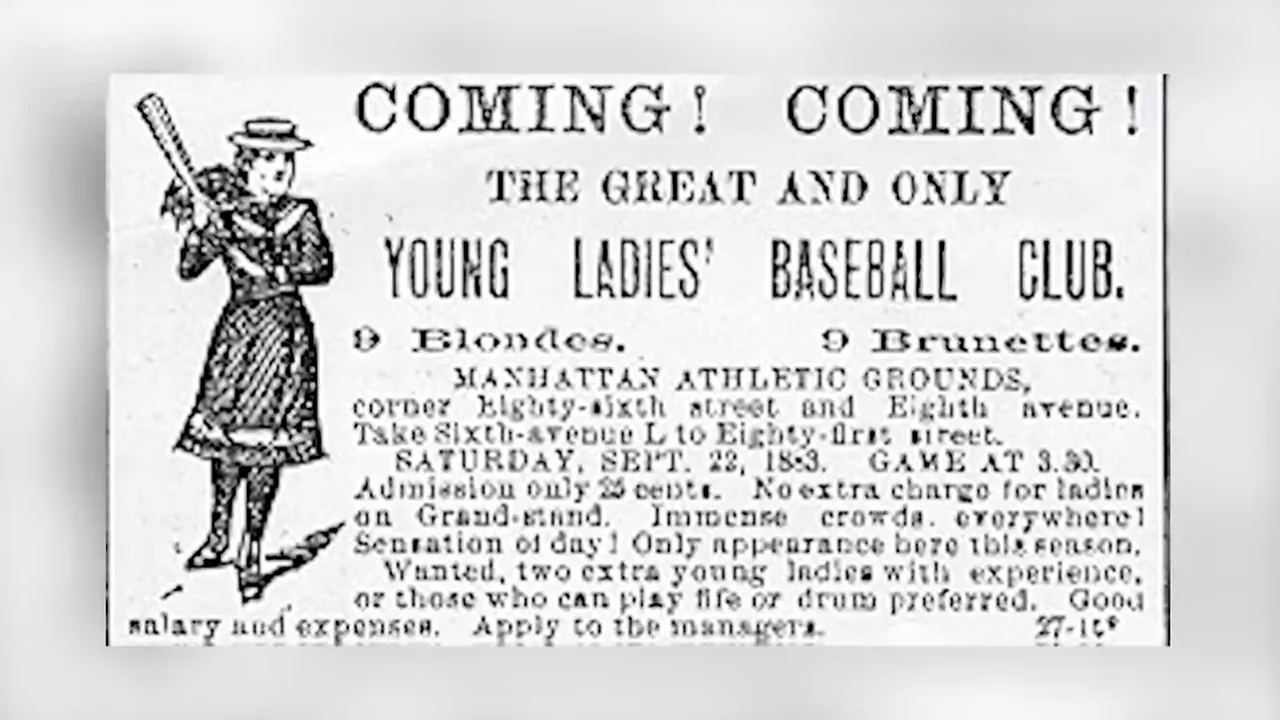 COMING! COMING!
THE GREAT AND ONLY
YOUNG LADIES' BASEBALL CLUB.
9 Blondes. 9 Brunettes.
MANHATTAN ATHLETIC GROUNDS,
corner Eighty-sixth street and Eighth avenue.
Take Sixth-avenue L to Eighty-first street.
SATURDAY, SEPT. 22, 1883. GAME AT 3.30.
Admission only 25 cents. No extra charge for ladies
on Grand-stand. Immense crowds. everywhere!
Sensation of day! Only appearance here this season.
Wanted, two extra young ladies with experience,
or those who can play fife or drum preferred. Good
salary and expenses. Apply to the managers.